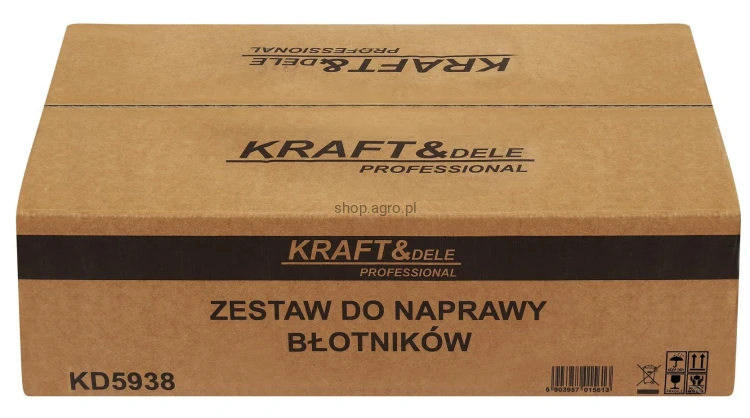 KRAFT&DELE
PROFESSIONAL
KRAFT&DELE
PROFESSIONAL
shop.agro.pl
KRAFT&DELE
PROFESSIONAL
ZESTAW DO NAPRAWY
BŁOTNIKÓW
KD5938